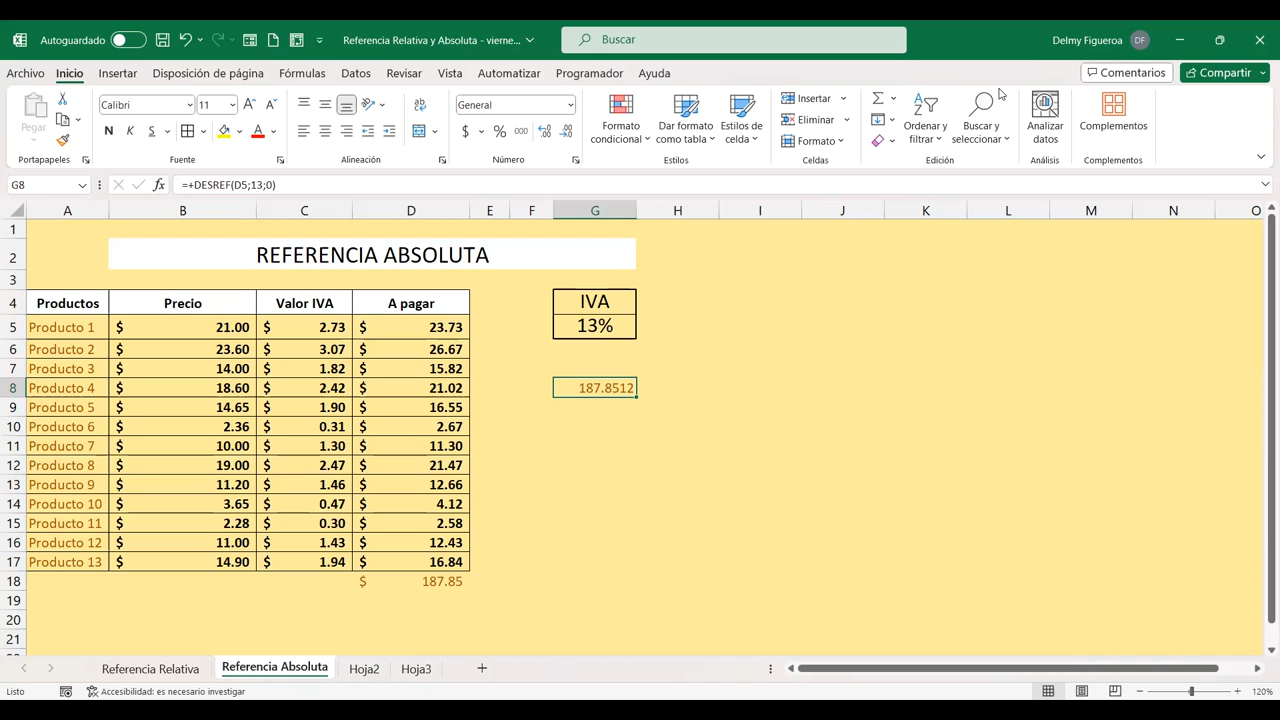 Autoguardado
Referencia Relativa y Absoluta - vierne...
Buscar
Delmy Figueroa DF
Archivo Inicio Insertar Disposición de página Fórmulas Datos Revisar Vista Automatizar Programador Ayuda
Comentarios Compartir
Pegar
Portapapeles
Calibri 11
N K S
Fuente
Alineación
General
$ % 000
Número
Formato condicional
Dar formato como tabla
Estilos de celda
Estilos
Insertar
Eliminar
Formato
Celdas
Ordenar y filtrar
Buscar y seleccionar
Edición
Analizar datos
Análisis
Complementos
Complementos
G8 fx =+DESREF(D5;13;0)
A B C D E F G H I J K L M N O
1
2 REFERENCIA ABSOLUTA
3
4 Productos Precio Valor IVA A pagar IVA
5 Producto 1 $ 21.00 $ 2.73 $ 23.73 13%
6 Producto 2 $ 23.60 $ 3.07 $ 26.67
7 Producto 3 $ 14.00 $ 1.82 $ 15.82
8 Producto 4 $ 18.60 $ 2.42 $ 21.02 187.8512
9 Producto 5 $ 14.65 $ 1.90 $ 16.55
10 Producto 6 $ 2.36 $ 0.31 $ 2.67
11 Producto 7 $ 10.00 $ 1.30 $ 11.30
12 Producto 8 $ 19.00 $ 2.47 $ 21.47
13 Producto 9 $ 11.20 $ 1.46 $ 12.66
14 Producto 10 $ 3.65 $ 0.47 $ 4.12
15 Producto 11 $ 2.28 $ 0.30 $ 2.58
16 Producto 12 $ 11.00 $ 1.43 $ 12.43
17 Producto 13 $ 14.90 $ 1.94 $ 16.84
18 $ 187.85
19
20
21
Referencia Relativa Referencia Absoluta Hoja2 Hoja3
Listo Accesibilidad: es necesario investigar 120%